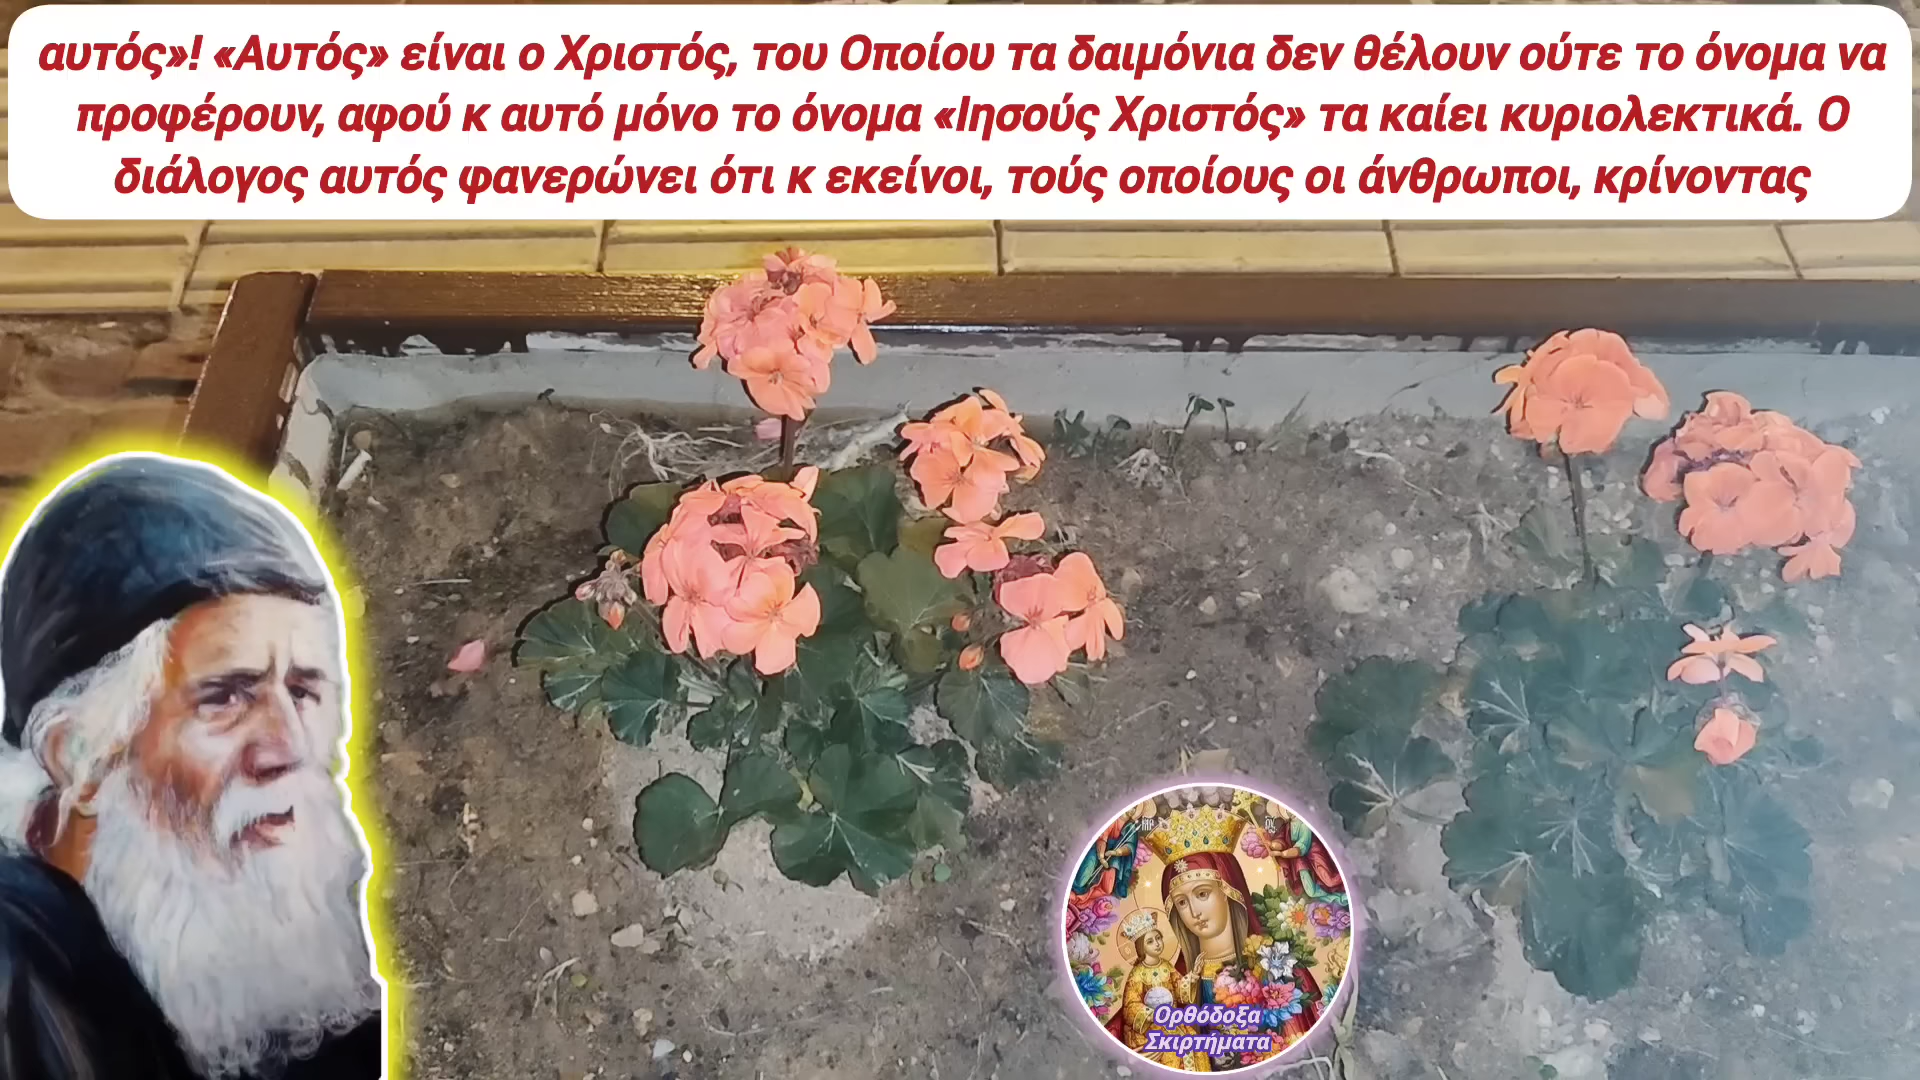 αυτός»! «Αυτός» είναι ο Χριστός, του Οποίου τα δαιμόνια δεν θέλουν ούτε το όνομα να
προφέρουν, αφού κ αυτό μόνο το όνομα «Ιησούς Χριστός» τα καίει κυριολεκτικά. Ο
διάλογος αυτός φανερώνει ότι κ εκείνοι, τούς οποίους οι άνθρωποι, κρίνοντας
Ορθόδοξα
Σκιρτήματα